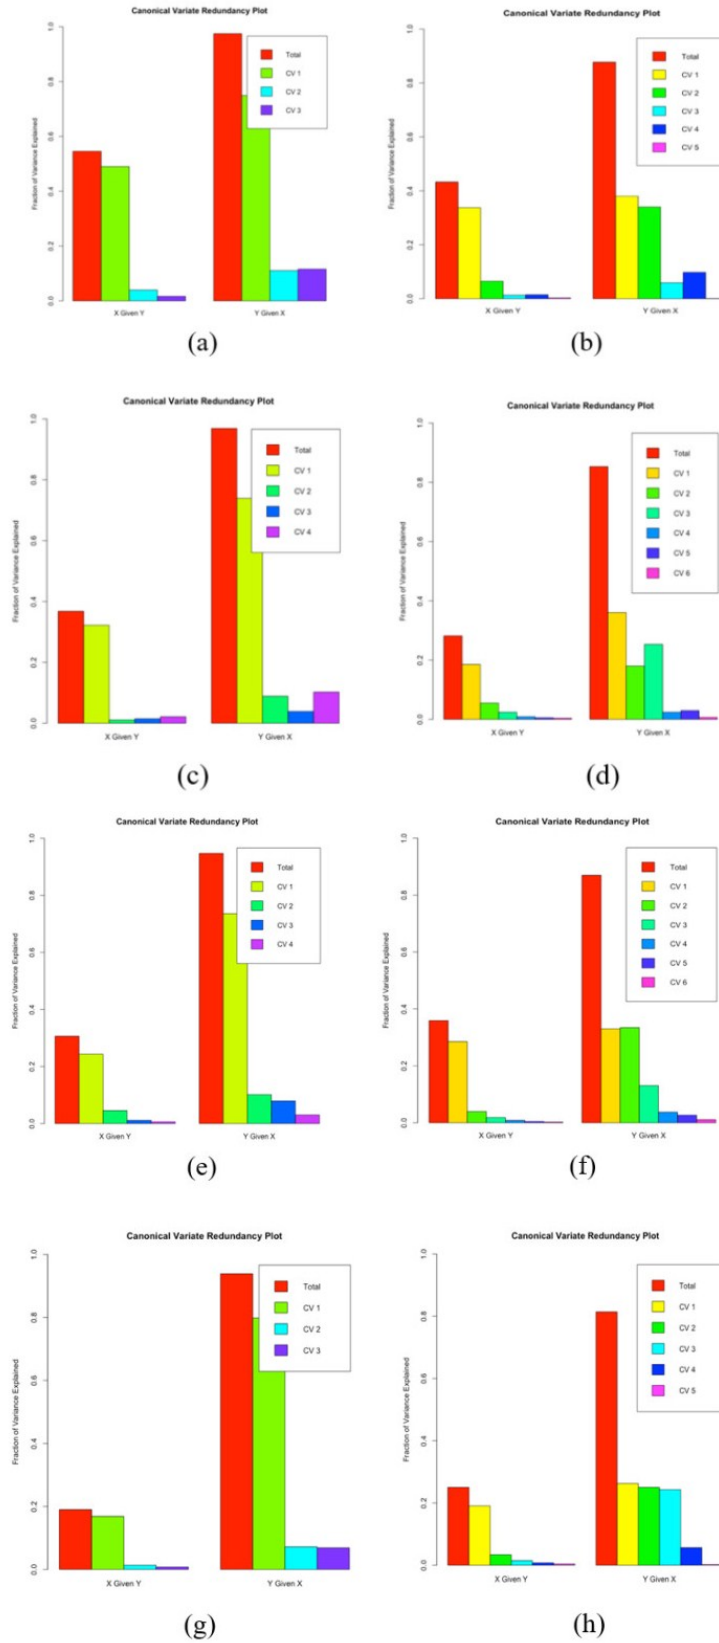 Canonical Variate Redundancy Plot
Fraction of Variance Explained
0.0 0.2 0.4 0.6 0.8 1.0
Total
CV 1
CV 2
CV 3
X Given Y Y Given X
(a)
Canonical Variate Redundancy Plot
Fraction of Variance Explained
0.0 0.2 0.4 0.6 0.8 1.0
Total
CV 1
CV 2
CV 3
CV 4
CV 5
X Given Y Y Given X
(b)
Canonical Variate Redundancy Plot
Fraction of Variance Explained
0.0 0.2 0.4 0.6 0.8 1.0
Total
CV 1
CV 2
CV 3
CV 4
X Given Y Y Given X
(c)
Canonical Variate Redundancy Plot
Fraction of Variance Explained
0.0 0.2 0.4 0.6 0.8 1.0
Total
CV 1
CV 2
CV 3
CV 4
CV 5
CV 6
X Given Y Y Given X
(d)
Canonical Variate Redundancy Plot
Fraction of Variance Explained
0.0 0.2 0.4 0.6 0.8 1.0
Total
CV 1
CV 2
CV 3
CV 4
X Given Y Y Given X
(e)
Canonical Variate Redundancy Plot
Fraction of Variance Explained
0.0 0.2 0.4 0.6 0.8 1.0
Total
CV 1
CV 2
CV 3
CV 4
CV 5
CV 6
X Given Y Y Given X
(f)
Canonical Variate Redundancy Plot
Fraction of Variance Explained
0.0 0.2 0.4 0.6 0.8 1.0
Total
CV 1
CV 2
CV 3
X Given Y Y Given X
(g)
Canonical Variate Redundancy Plot
Fraction of Variance Explained
0.0 0.2 0.4 0.6 0.8 1.0
Total
CV 1
CV 2
CV 3
CV 4
CV 5
X Given Y Y Given X
(h)